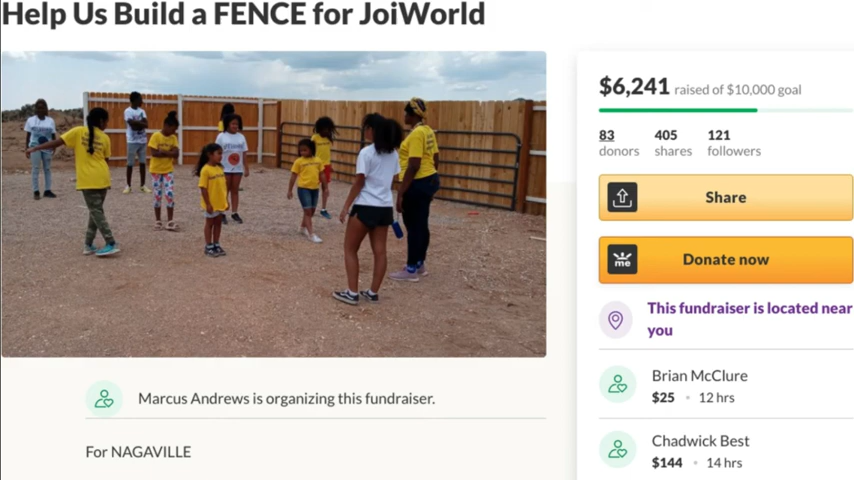 Help Us Build a FENCE for JoiWorld
$6,241 raised of $10,000 goal
83 405 121
donors shares followers
Share
me Donate now
This fundraiser is located near
you
Brian McClure
$25 • 12 hrs
Chadwick Best
$144 • 14 hrs
Marcus Andrews is organizing this fundraiser.
For NAGAVILLE